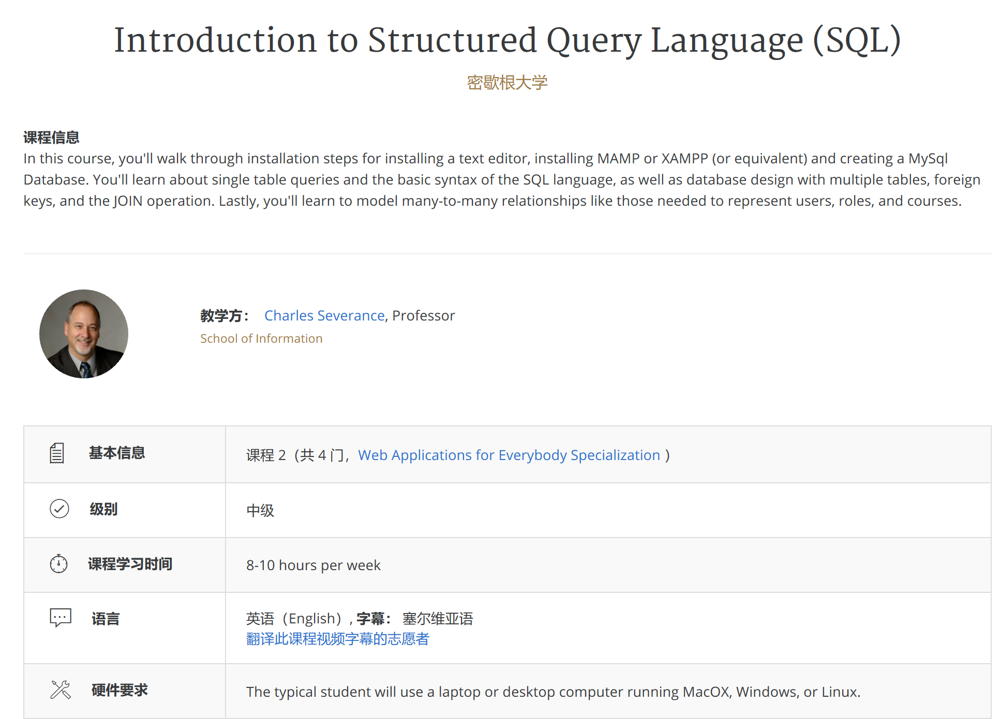 Introduction to Structured Query Language (SQL)
密歇根大学
课程信息
In this course, you'll walk through installation steps for installing a text editor, installing MAMP or XAMPP (or equivalent) and creating a MySql
Database. You'll learn about single table queries and the basic syntax of the SQL language, as well as database design with multiple tables, foreign
keys, and the JOIN operation. Lastly, you'll learn to model many-to-many relationships like those needed to represent users, roles, and courses.
教学方： Charles Severance, Professor
School of Information
基本信息 课程 2（共 4 门， Web Applications for Everybody Specialization ）
级别 中级
课程学习时间 8-10 hours per week
语言 英语（English）, 字幕： 塞尔维亚语
翻译此课程视频字幕的志愿者
硬件要求 The typical student will use a laptop or desktop computer running MacOX, Windows, or Linux.